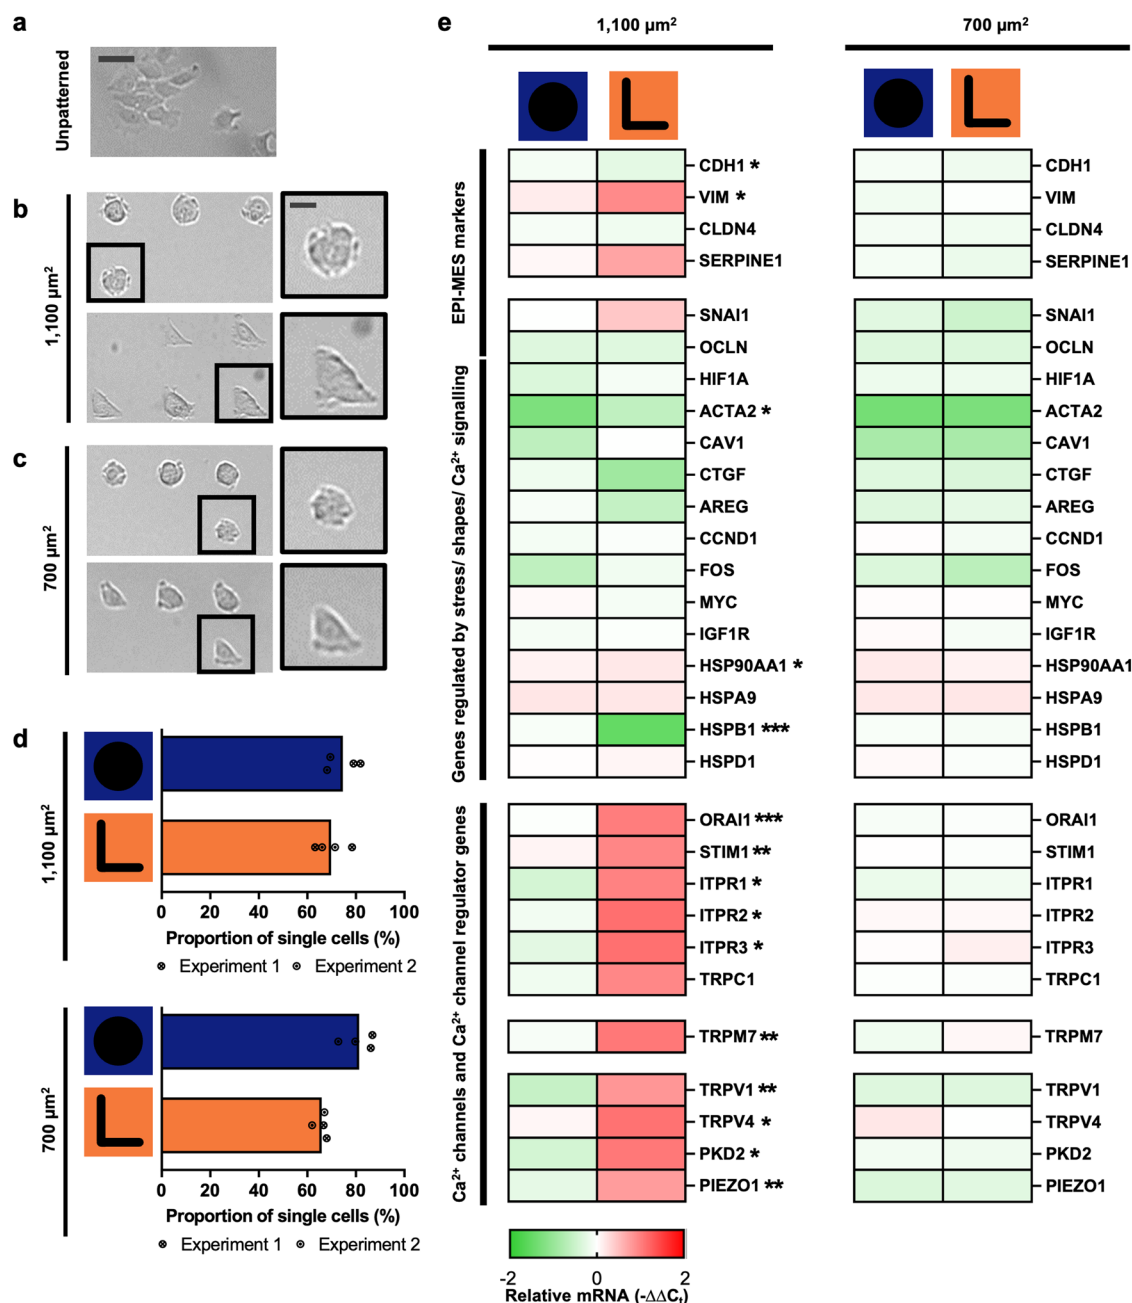 a
Unpatterned
b
1,100 µm²
c
700 µm²
d
1,100 µm²
0 20 40 60 80 100
Proportion of single cells (%)
⊗ Experiment 1 ⊙ Experiment 2
700 µm²
0 20 40 60 80 100
Proportion of single cells (%)
⊗ Experiment 1 ⊙ Experiment 2
e
1,100 µm²
700 µm²
EPI-MES markers
CDH1 *
VIM *
CLDN4
SERPINE1
SNAI1
OCLN
Genes regulated by stress/ shapes/ Ca²⁺ signalling
HIF1A
ACTA2 *
CAV1
CTGF
AREG
CCND1
FOS
MYC
IGF1R
HSP90AA1 *
HSPA9
HSPB1 ***
HSPD1
Ca²⁺ channels and Ca²⁺ channel regulator genes
ORAI1 ***
STIM1 **
ITPR1 *
ITPR2 *
ITPR3 *
TRPC1
TRPM7 **
TRPV1 **
TRPV4 *
PKD2 *
PIEZO1 **
CDH1
VIM
CLDN4
SERPINE1
SNAI1
OCLN
HIF1A
ACTA2
CAV1
CTGF
AREG
CCND1
FOS
MYC
IGF1R
HSP90AA1
HSPA9
HSPB1
HSPD1
ORAI1
STIM1
ITPR1
ITPR2
ITPR3
TRPC1
TRPM7
TRPV1
TRPV4
PKD2
PIEZO1
-2 0 2
Relative mRNA (-ΔΔCₜ)